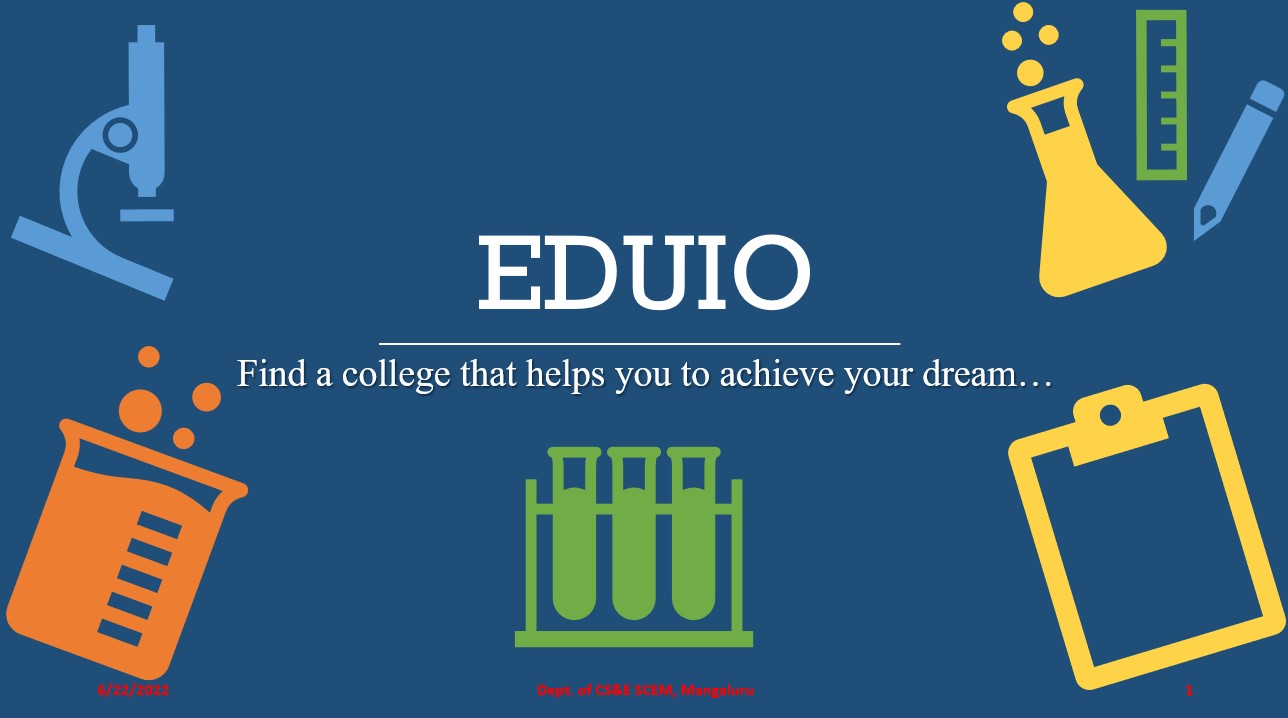 EDUIO
Find a college that helps you to achieve your dream…
6/22/2022
Dept. of CS&E SCEM, Mangaluru
1